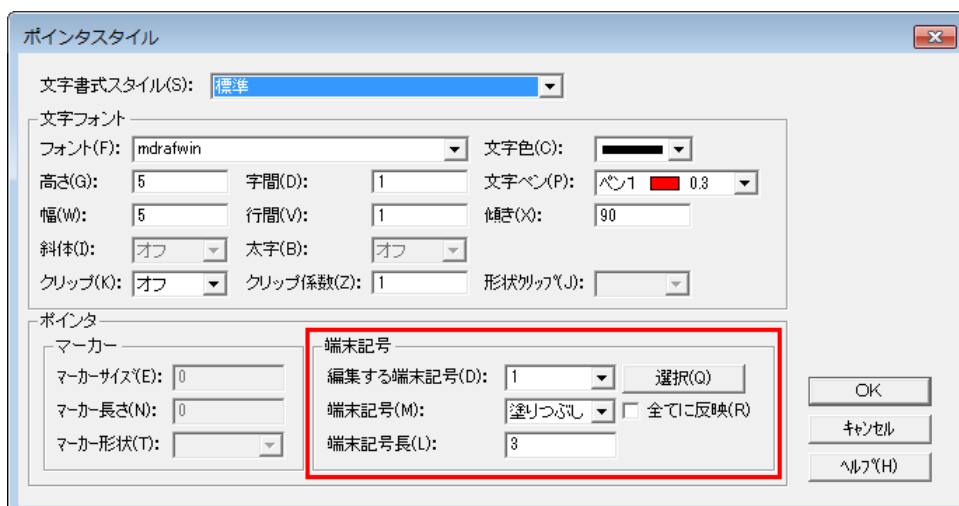 ポインタスタイル
文字書式スタイル(S): 標準
文字フォント
フォント(F): mdrafwin 文字色(C):
高さ(G): 5 字間(D): 1 文字ペン(P): ペン1 0.3
幅(W): 5 行間(V): 1 傾き(X): 90
斜体(I): オフ 太字(B): オフ
クリップ(K): オフ クリップ係数(Z): 1 形状クリップ(J):
ポインタ
マーカー 端末記号
マーカーサイズ(E): 0 編集する端末記号(D): 1 選択(Q)
マーカー長さ(N): 0 端末記号(M): 塗りつぶし 全てに反映(R) OK
マーカー形状(T): 端末記号長(L): 3 キャンセル
ヘルプ(H)